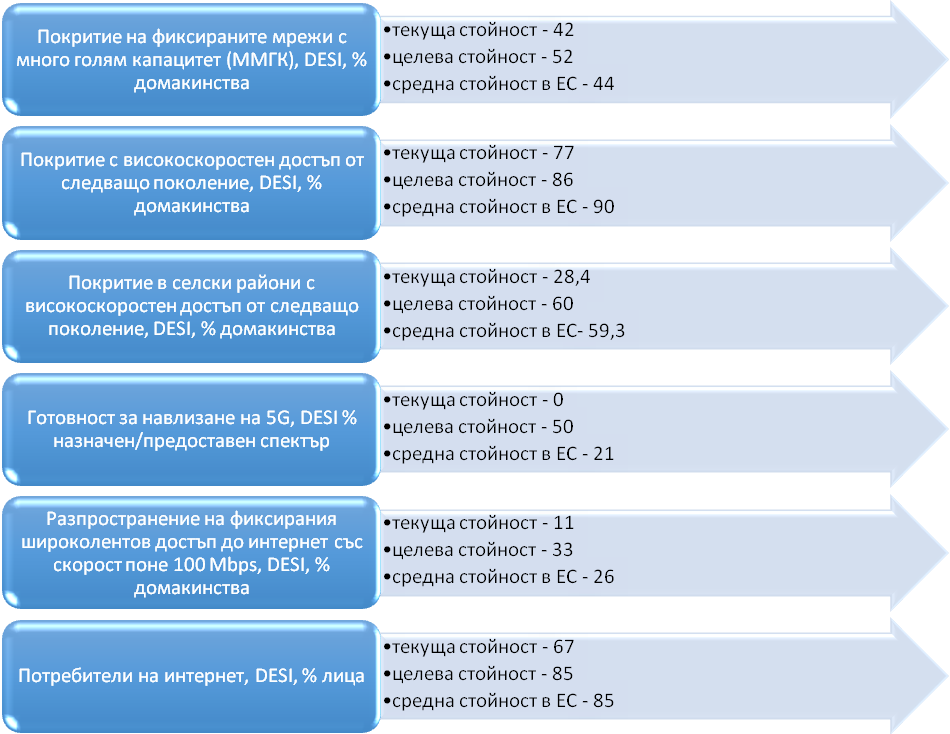 Покритие на фиксираните мрежи с
много голям капацитет (ММГК), DESI, %
домакинства
•текуща стойност - 42
•целева стойност - 52
•средна стойност в ЕС - 44
Покритие с високоскоростен достъп от
следващо поколение, DESI, %
домакинства
•текуща стойност - 77
•целева стойност - 86
•средна стойност в ЕС - 90
Покритие в селски райони с
високоскоростен достъп от следващо
поколение, DESI, % домакинства
•текуща стойност - 28,4
•целева стойност - 60
•средна стойност в ЕС- 59,3
Готовност за навлизане на 5G, DESI %
назначен/предоставен спектър
•текуща стойност - 0
•целева стойност - 50
•средна стойност в ЕС - 21
Разпространение на фиксирания
широколентов достъп до интернет със
скорост поне 100 Mbps, DESI, %
домакинства
•текуща стойност - 11
•целева стойност - 33
•средна стойност в ЕС - 26
Потребители на интернет, DESI, % лица
•текуща стойност - 67
•целева стойност - 85
•средна стойност в ЕС - 85